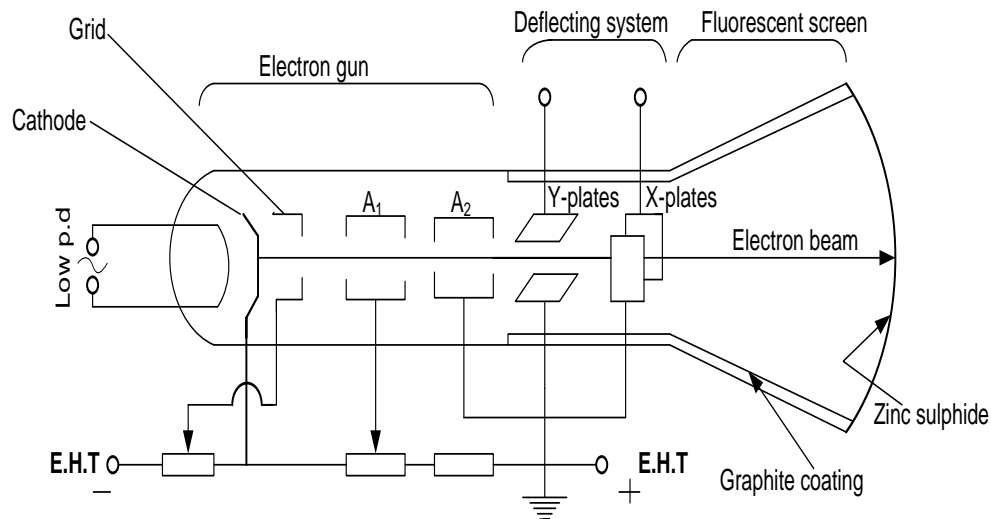 Deflecting system
Fluorescent screen
Grid
Electron gun
Cathode
A₁
A₂
Y-plates
X-plates
Low p.d
Electron beam
Zinc sulphide
E.H.T
−
E.H.T
+
Graphite coating